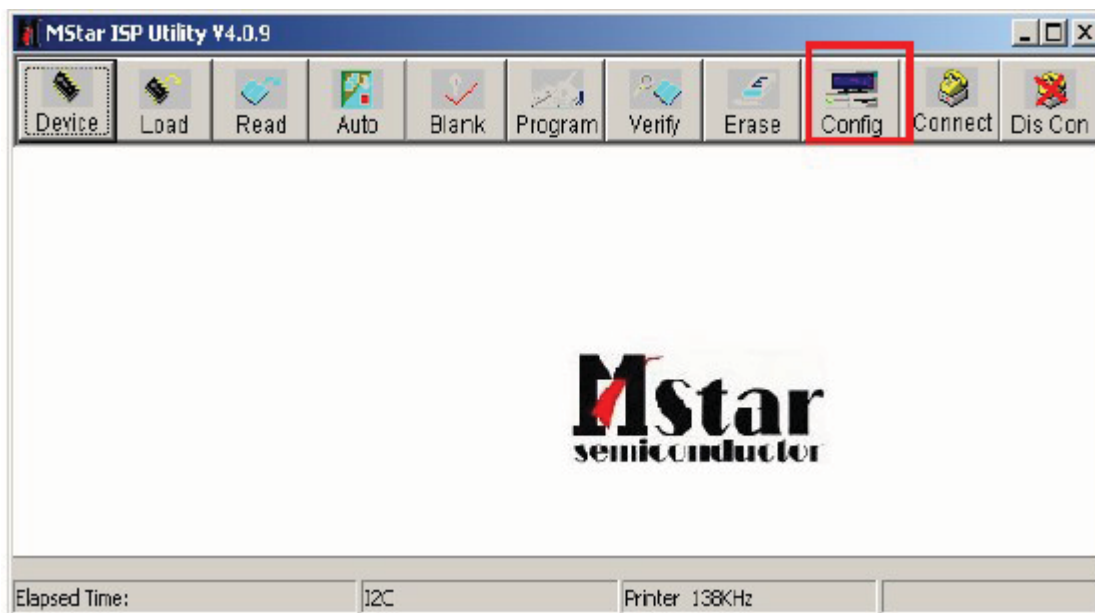 MStar ISP Utility V4.0.9
Device Load Read Auto Blank Program Verify Erase Config Connect Dis Con
MStar
semiconductor
Elapsed Time: I2C Printer 138KHz